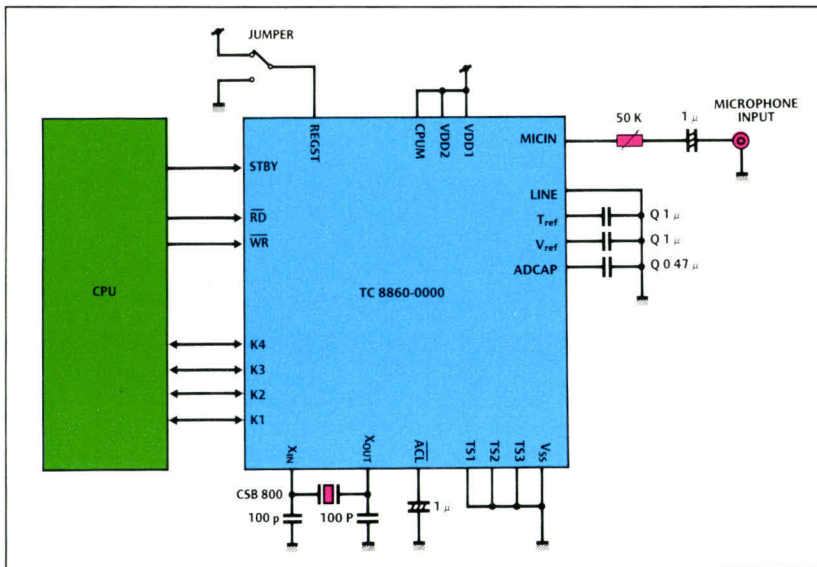 JUMPER
MICROPHONE
INPUT
50 K
1 μ
REGST
CPUM
VDD2
VDD1
MICIN
STBY
LINE
RD
Tref
Q 1 μ
WR
Vref
Q 1 μ
ADCAP
Q 0 47 μ
CPU
TC 8860-0000
K4
K3
K2
K1
XIN
XOUT
ACL
TS1
TS2
TS3
VSS
CSB 800
100 p
100 P
1 μ